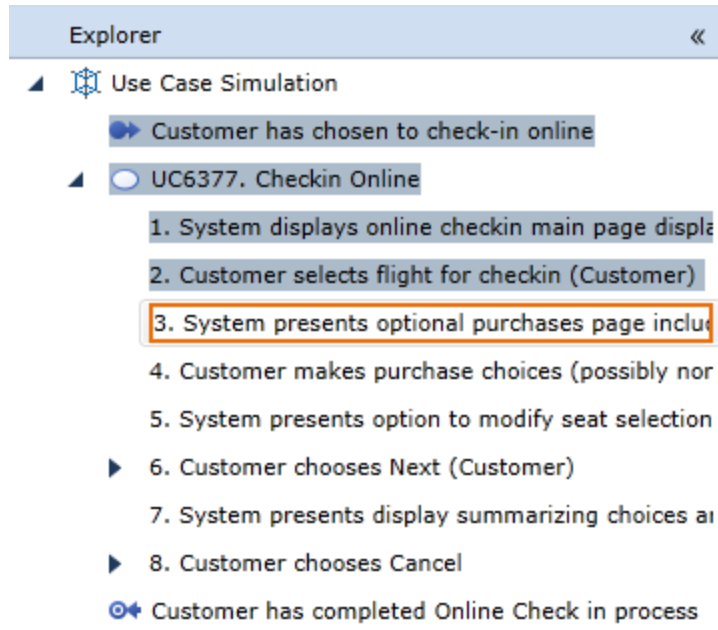 Explorer «
Use Case Simulation
Customer has chosen to check-in online
UC6377. Checkin Online
1. System displays online checkin main page displa
2. Customer selects flight for checkin (Customer)
3. System presents optional purchases page includ
4. Customer makes purchase choices (possibly nor
5. System presents option to modify seat selection
6. Customer chooses Next (Customer)
7. System presents display summarizing choices ar
8. Customer chooses Cancel
Customer has completed Online Check in process